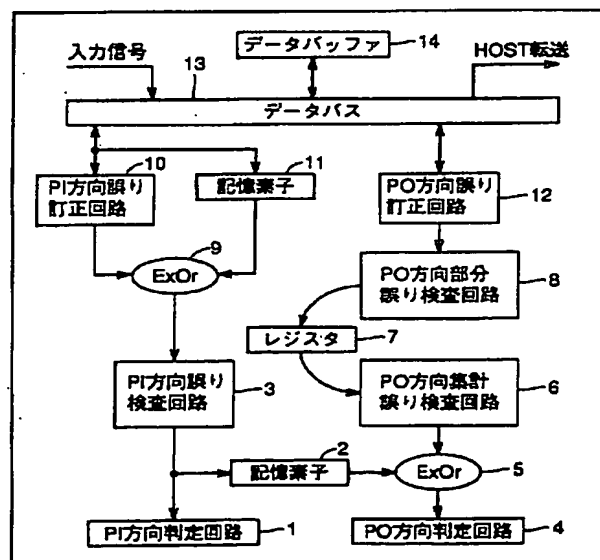 入力信号
データバッファ
14
HOST転送
13
データバス
10
PI方向誤り
訂正回路
11
記憶素子
PO方向誤り
訂正回路
12
9
ExOr
PO方向部分
誤り検査回路
8
レジスタ
7
PI方向誤り
検査回路
3
PO方向集計
誤り検査回路
6
2
記憶素子
ExOr
5
PI方向判定回路
1
PO方向判定回路
4